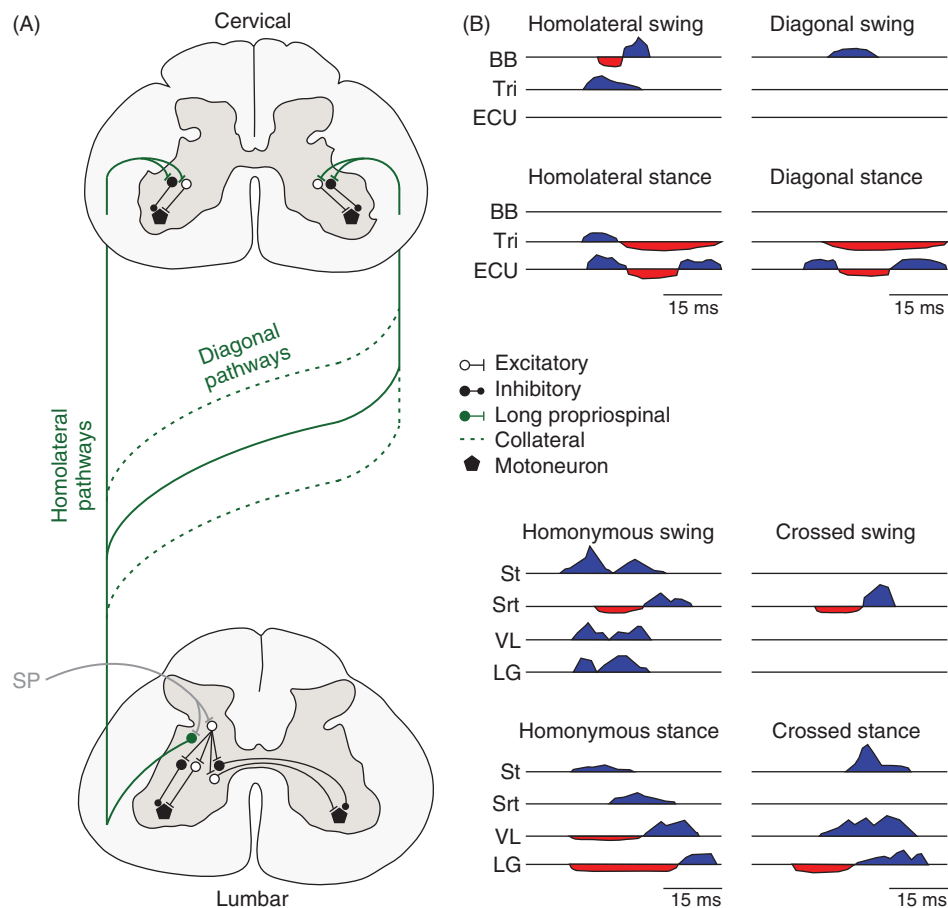 (A)
Cervical
Diagonal
pathways
Homolateral
pathways
SP
Lumbar
Excitatory
Inhibitory
Long propriospinal
Collateral
Motoneuron
(B)
Homolateral swing
Diagonal swing
BB
Tri
ECU
Homolateral stance
Diagonal stance
BB
Tri
ECU
15 ms
15 ms
Homonymous swing
Crossed swing
St
Srt
VL
LG
Homonymous stance
Crossed stance
St
Srt
VL
LG
15 ms
15 ms